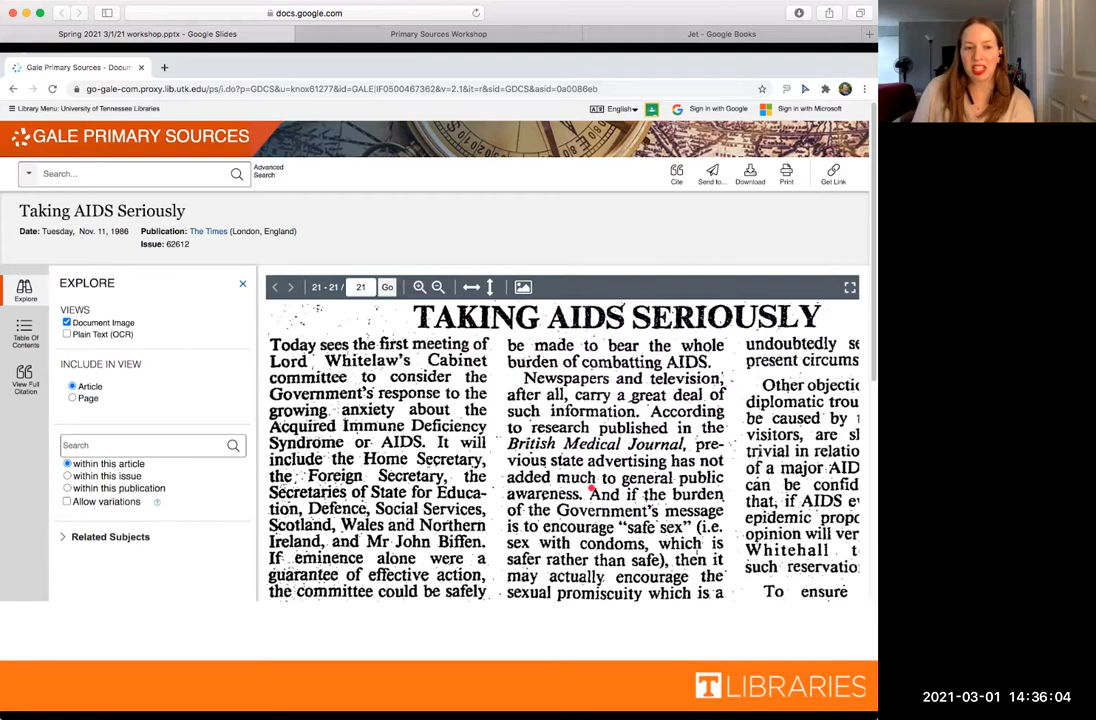 docs.google.com
Spring 2021 3/1/21 workshop.pptx - Google Slides
Primary Sources Workshop
Jet - Google Books
Gale Primary Sources - Docum
go-gale-com.proxy.lib.utk.edu/ps/i.do?p=GDCS&u=knox61277&id=GALE|IF0500467362&v=2.1&it=r&sid=GDCS&asid=0a0086eb
Library Menu: University of Tennessee Libraries
English
Sign in with Google
Sign in with Microsoft
GALE PRIMARY SOURCES
Search...
Advanced
Search
Cite
Send to...
Download
Print
Get Link
Taking AIDS Seriously
Date: Tuesday, Nov. 11, 1986
Publication: The Times (London, England)
Issue: 62612
Explore
Table Of
Contents
View Full
Citation
EXPLORE
VIEWS
Document Image
Plain Text (OCR)
INCLUDE IN VIEW
Article
Page
Search
within this article
within this issue
within this publication
Allow variations
Related Subjects
21 - 21 /
21
Go
TAKING AIDS SERIOUSLY
Today sees the first meeting of
Lord Whitelaw's Cabinet
committee to consider the
Government's response to the
growing anxiety about the
Acquired Immune Deficiency
Syndrome or AIDS. It will
include the Home Secretary,
the Foreign Secretary, the
Secretaries of State for Educa-
tion, Defence, Social Services,
Scotland, Wales and Northern
Ireland, and Mr John Biffen.
If eminence alone were a
guarantee of effective action,
the committee could be safely
be made to bear the whole
burden of combatting AIDS.
Newspapers and television,
after all, carry a great deal of
such information. According
to research published in the
British Medical Journal, pre-
vious state advertising has not
added much to general public
awareness. And if the burden
of the Government's message
is to encourage "safe sex" (i.e.
sex with condoms, which is
safer rather than safe), then it
may actually encourage the
sexual promiscuity which is a
undoubtedly se
present circums
Other objectio
diplomatic trou
be caused by
visitors, are sl
trivial in relatio
of a major AID
can be confid
that, if AIDS ev
epidemic propo
opinion will ver
Whitehall t
such reservatio
To ensure
T LIBRARIES
2021-03-01 14:36:04